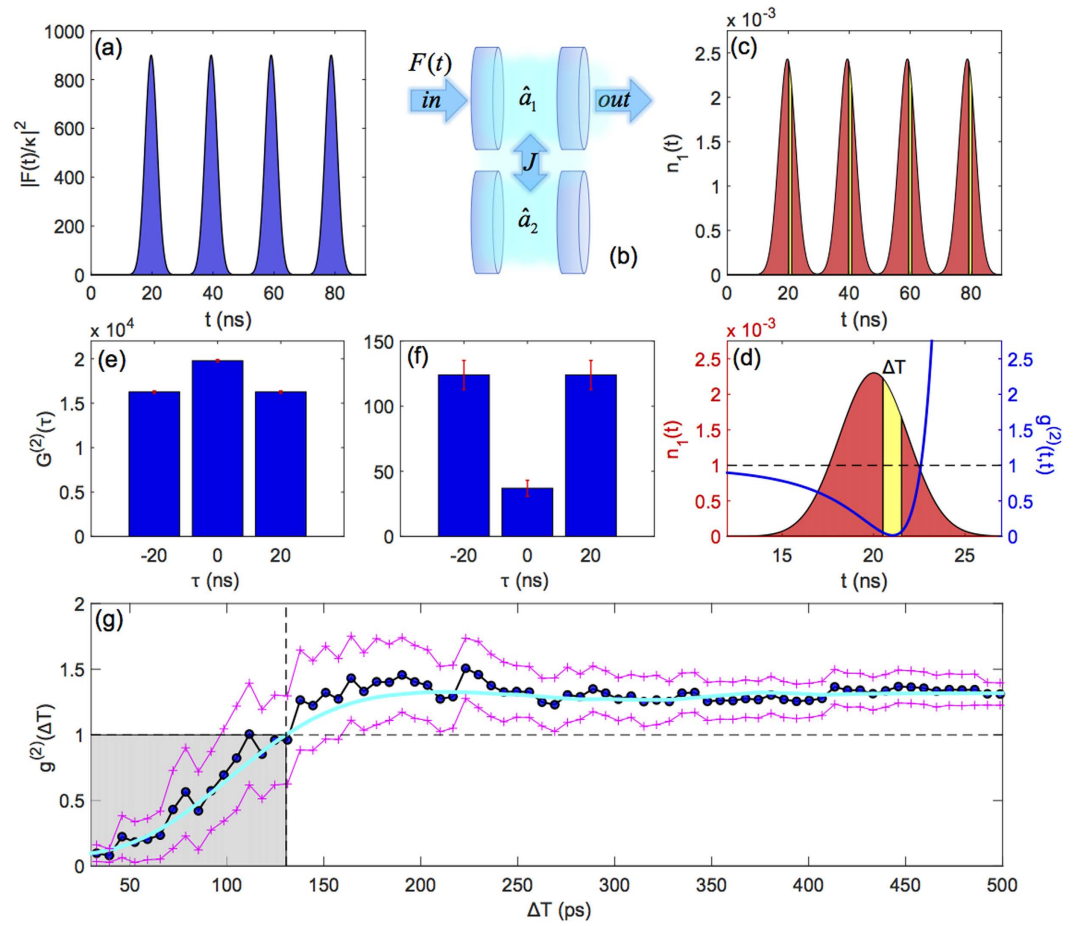 (a)
|F(t)/κ|²
1000
800
600
400
200
0
0 20 40 60 80
t (ns)
F(t)
in
â₁
out
J
â₂
(b)
x 10⁻³
(c)
n₁(t)
2.5
2
1.5
1
0.5
0
0 20 40 60 80
t (ns)
x 10⁴
(e)
G⁽²⁾(τ)
2
1.5
1
0.5
0
-20 0 20
τ (ns)
(f)
150
100
50
0
-20 0 20
τ (ns)
x 10⁻³
(d)
ΔT
n₁(t)
2.5
2
1.5
1
0.5
0
2.5
2
1.5
1
0.5
0
g⁽²⁾(t,t)
15 20 25
t (ns)
(g)
g⁽²⁾(ΔT)
2
1.5
1
0.5
0
50 100 150 200 250 300 350 400 450 500
ΔT (ps)